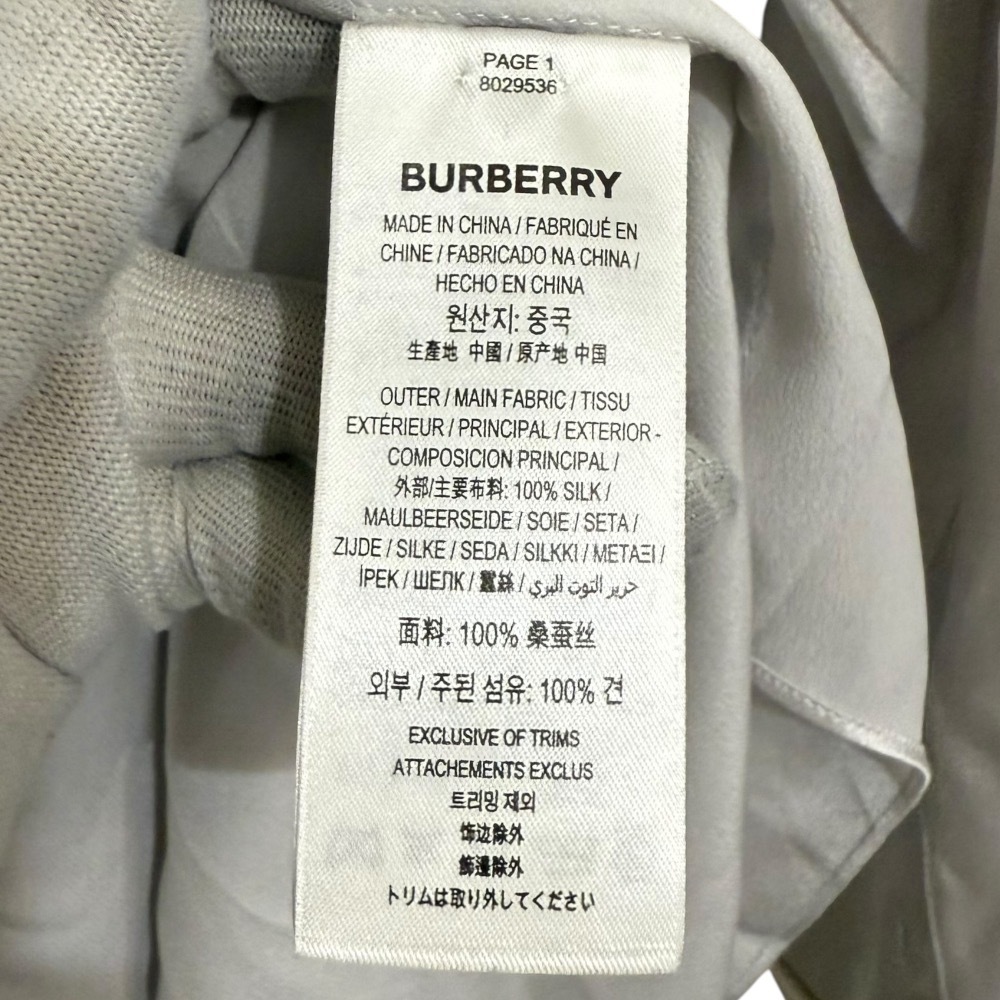 PAGE 1
8029536
BURBERRY
MADE IN CHINA / FABRIQUÉ EN
CHINE / FABRICADO NA CHINA /
HECHO EN CHINA
원산지: 중국
生產地 中國 / 原产地 中国
OUTER / MAIN FABRIC / TISSU
EXTÉRIEUR / PRINCIPAL / EXTERIOR -
COMPOSICION PRINCIPAL /
外部/主要布料: 100% SILK /
MAULBEERSEIDE / SOIE / SETA /
ZIJDE / SILKE / SEDA / SILKKI / ΜΕΤΑΞΙ /
İPEK / ШЕЛК / 蠶絲 / حرير التوت البري /
面料: 100% 桑蚕丝
외부 / 주된 섬유: 100% 견
EXCLUSIVE OF TRIMS
ATTACHEMENTS EXCLUS
트리밍 제외
饰边除外
飾邊除外
トリムは取り外してください